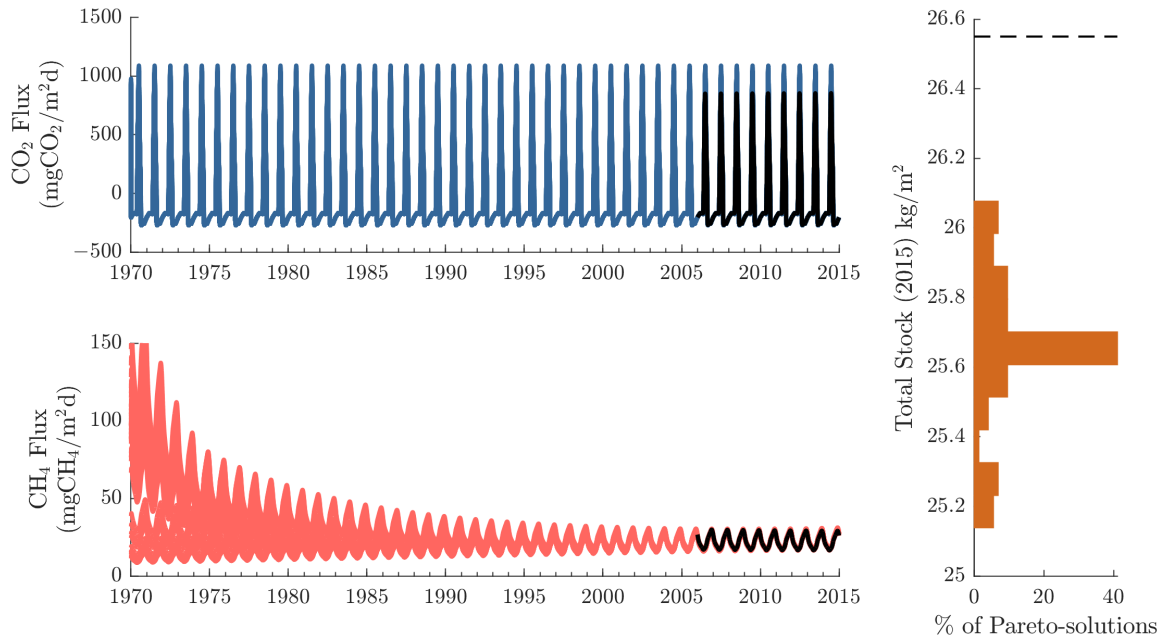 1500
1000
500
0
−500
CO₂ Flux
(mgCO₂/m²d)
1970 1975 1980 1985 1990 1995 2000 2005 2010 2015
150
100
50
0
CH₄ Flux
(mgCH₄/m²d)
1970 1975 1980 1985 1990 1995 2000 2005 2010 2015
26.6
26.4
26.2
26
25.8
25.6
25.4
25.2
25
Total Stock (2015) kg/m²
0 20 40
% of Pareto-solutions